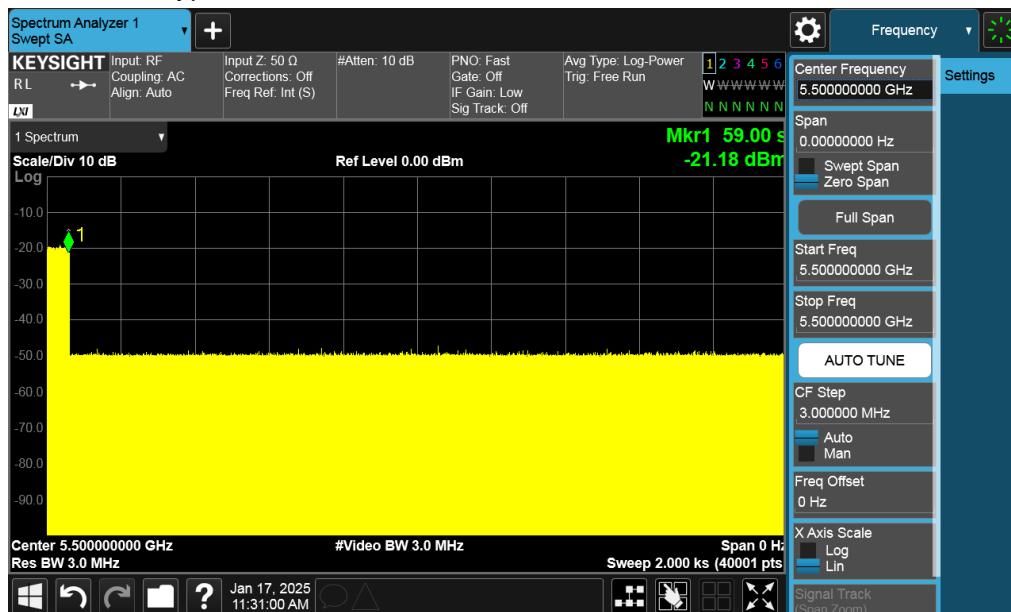 Spectrum Analyzer 1
Swept SA
Frequency
KEYSIGHT
R L
LXI
Input: RF
Coupling: AC
Align: Auto
Input Z: 50 Ω
Corrections: Off
Freq Ref: Int (S)
#Atten: 10 dB
PNO: Fast
Gate: Off
IF Gain: Low
Sig Track: Off
Avg Type: Log-Power
Trig: Free Run
1 2 3 4 5 6
W W W W W W
N N N N N N
1 Spectrum
Mkr1 59.00 s
Scale/Div 10 dB
Ref Level 0.00 dBm
-21.18 dBm
Log
1
-10.0
-20.0
-30.0
-40.0
-50.0
-60.0
-70.0
-80.0
-90.0
Center 5.500000000 GHz
#Video BW 3.0 MHz
Span 0 Hz
Res BW 3.0 MHz
Sweep 2.000 ks (40001 pts
?
Jan 17, 2025
11:31:00 AM
Center Frequency
5.500000000 GHz
Span
0.00000000 Hz
Swept Span
Zero Span
Full Span
Start Freq
5.500000000 GHz
Stop Freq
5.500000000 GHz
AUTO TUNE
CF Step
3.000000 MHz
Auto
Man
Freq Offset
0 Hz
X Axis Scale
Log
Lin
Signal Track
(Span Zoom)
Settings